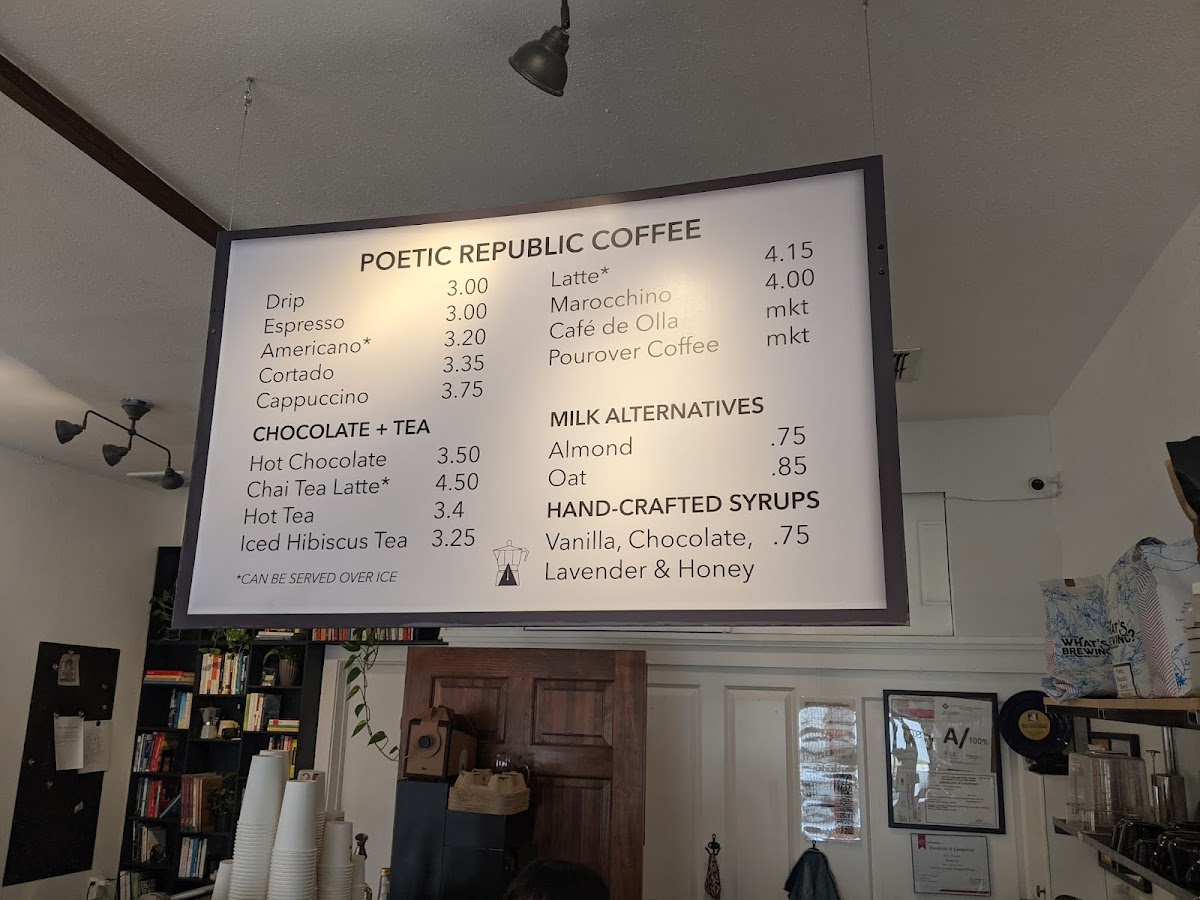 POETIC REPUBLIC COFFEE
Drip 3.00
Espresso 3.00
Americano* 3.20
Cortado 3.35
Cappuccino 3.75
Latte* 4.15
Marocchino 4.00
Café de Olla mkt
Pourover Coffee mkt
CHOCOLATE + TEA
Hot Chocolate 3.50
Chai Tea Latte* 4.50
Hot Tea 3.4
Iced Hibiscus Tea 3.25
*CAN BE SERVED OVER ICE
MILK ALTERNATIVES
Almond .75
Oat .85
HAND-CRAFTED SYRUPS
Vanilla, Chocolate, .75
Lavender & Honey
WHAT'S
BREWING
A/ 100%